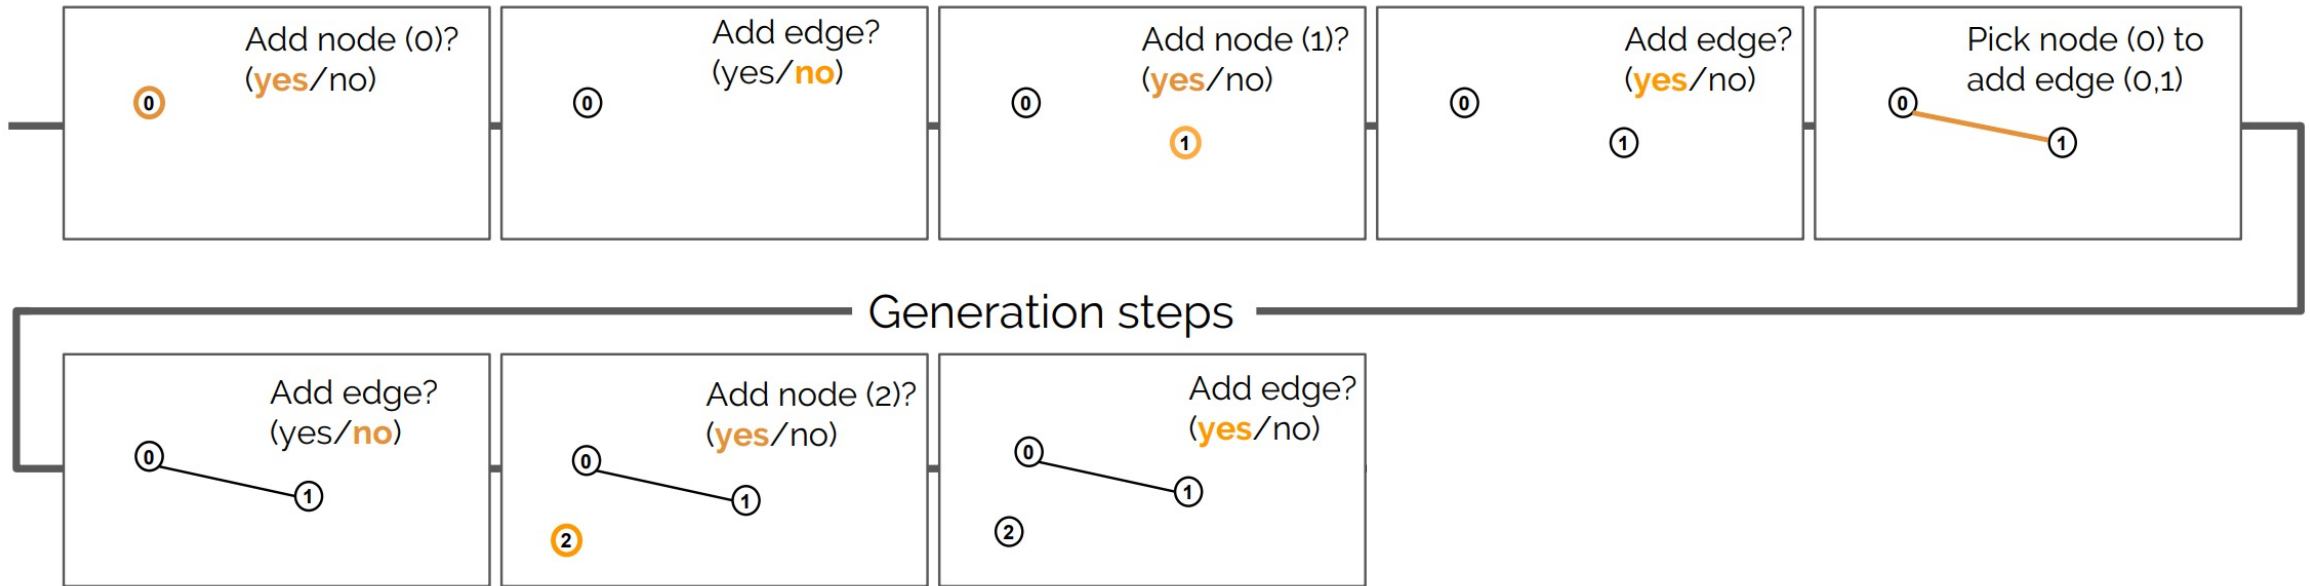 Add node (0)?
(yes/no)
0
Add edge?
(yes/no)
0
Add node (1)?
(yes/no)
0
1
Add edge?
(yes/no)
0
1
Pick node (0) to
add edge (0,1)
0
1
Generation steps
Add edge?
(yes/no)
0
1
Add node (2)?
(yes/no)
0
1
2
Add edge?
(yes/no)
0
1
2